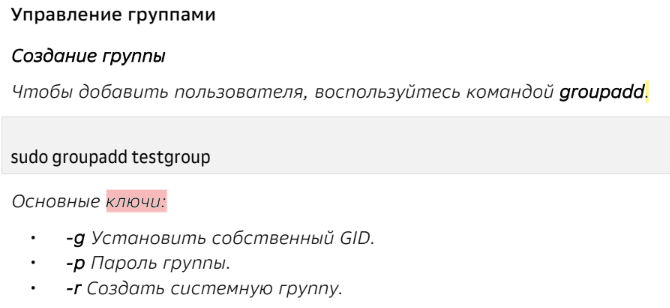 Управление группами
Создание группы
Чтобы добавить пользователя, воспользуйтесь командой groupadd.
sudo groupadd testgroup
Основные ключи:
• -g Установить собственный GID.
• -p Пароль группы.
• -r Создать системную группу.